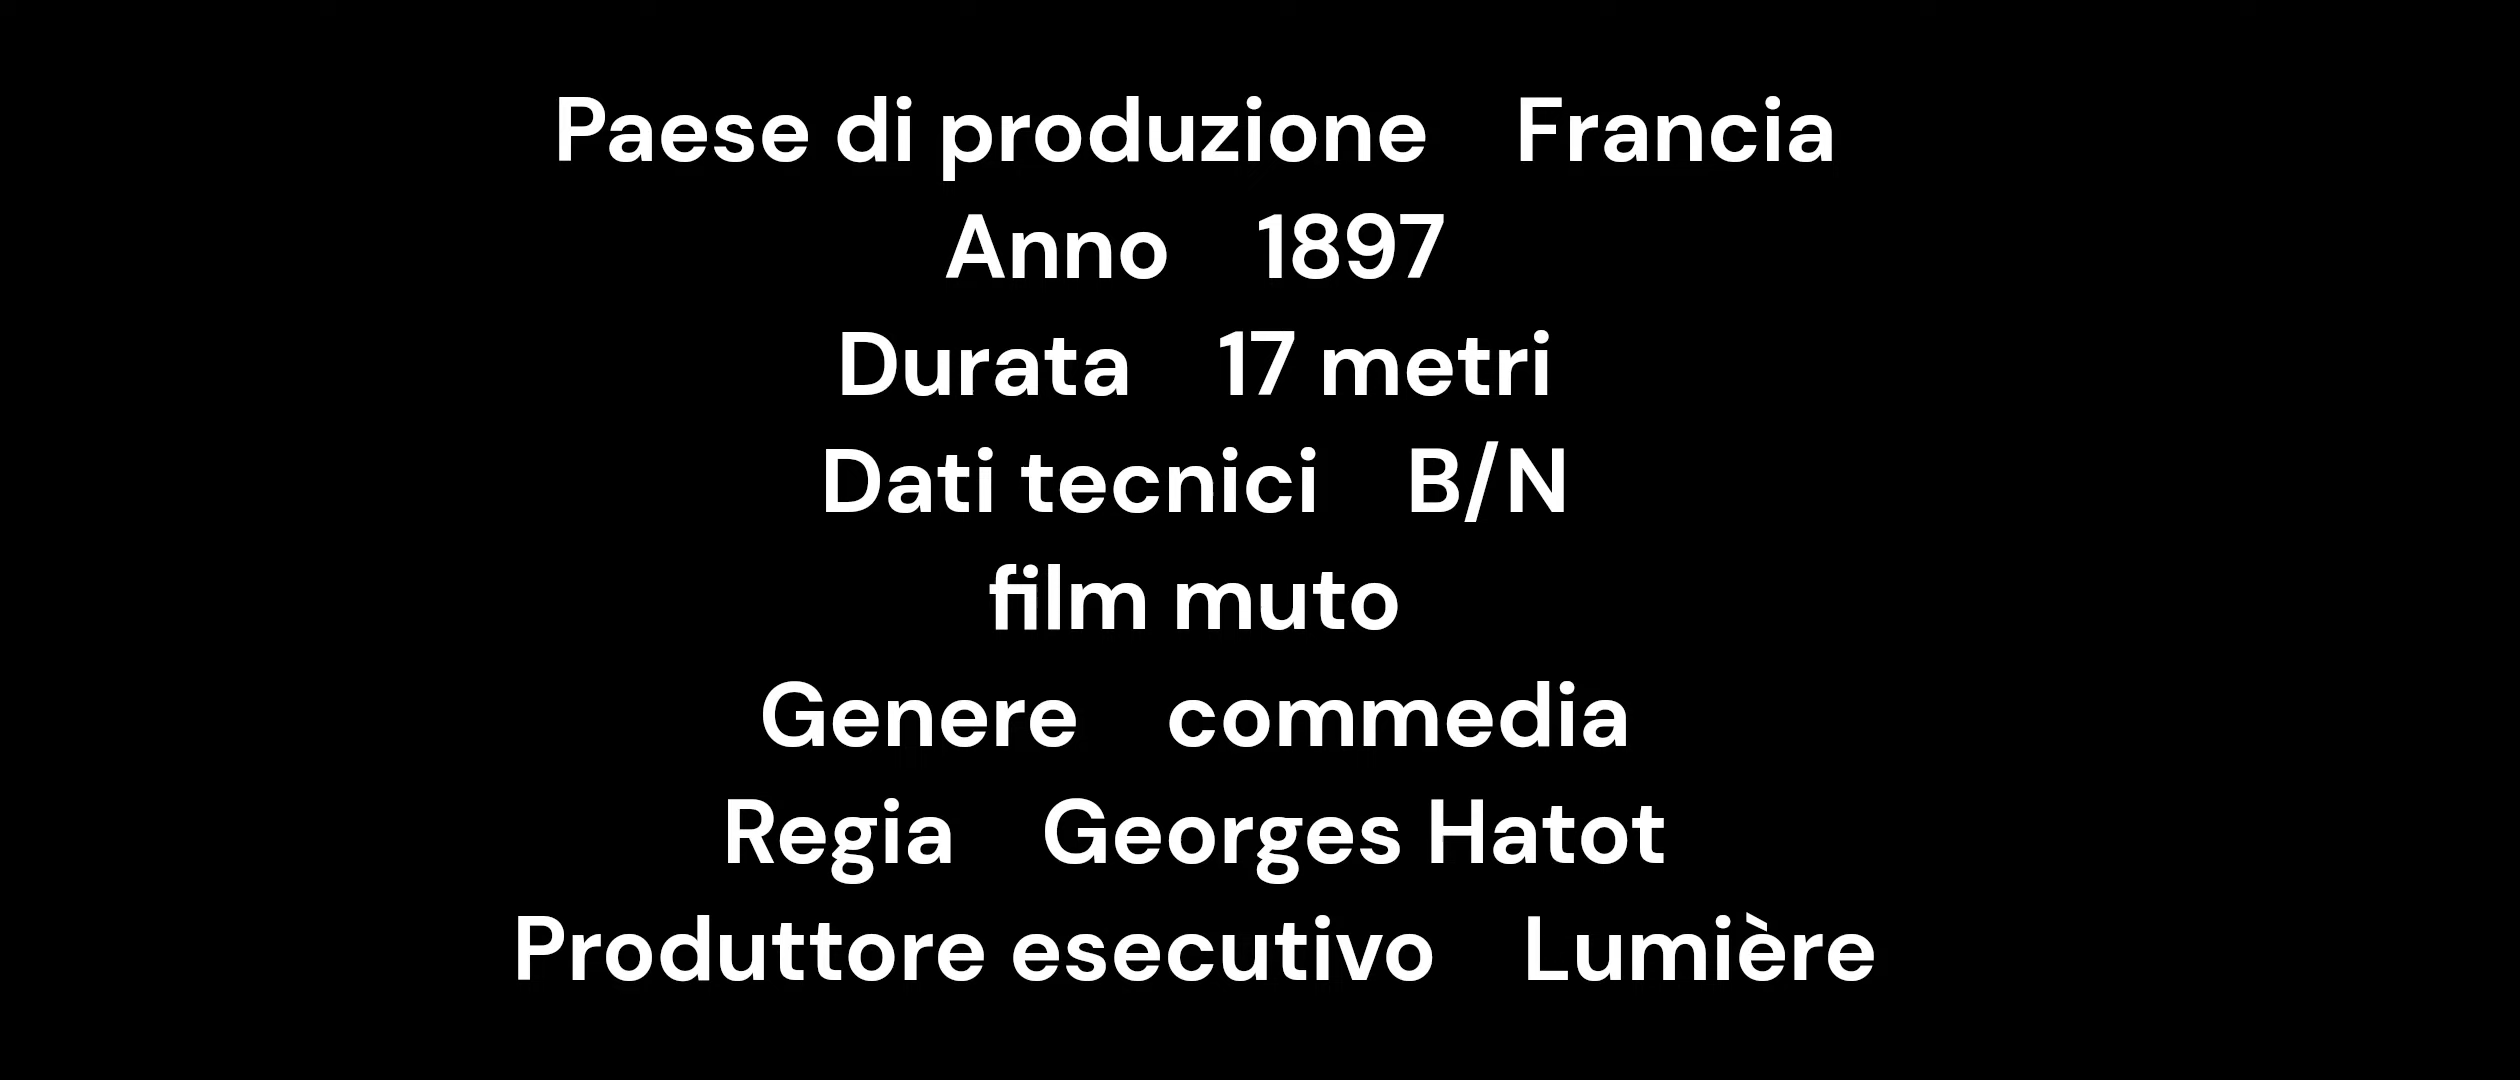 Paese di produzione Francia
Anno 1897
Durata 17 metri
Dati tecnici B/N
film muto
Genere commedia
Regia Georges Hatot
Produttore esecutivo Lumière